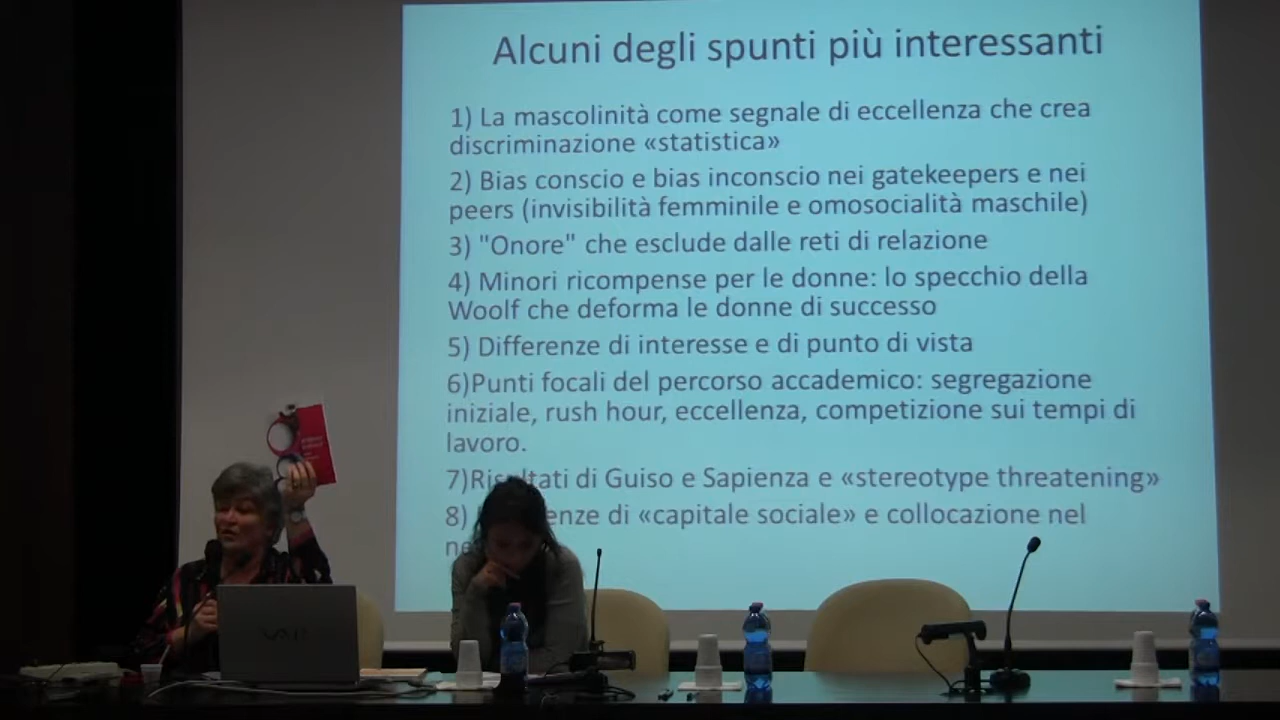 Alcuni degli spunti più interessanti
1) La mascolinità come segnale di eccellenza che crea
discriminazione «statistica»
2) Bias conscio e bias inconscio nei gatekeepers e nei
peers (invisibilità femminile e omosocialità maschile)
3) "Onore" che esclude dalle reti di relazione
4) Minori ricompense per le donne: lo specchio della
Woolf che deforma le donne di successo
5) Differenze di interesse e di punto di vista
6)Punti focali del percorso accademico: segregazione
iniziale, rush hour, eccellenza, competizione sui tempi di
lavoro.
7) di Guiso e Sapienza e «stereotype threatening»
8) di «capitale sociale» e collocazione nel
VAIO